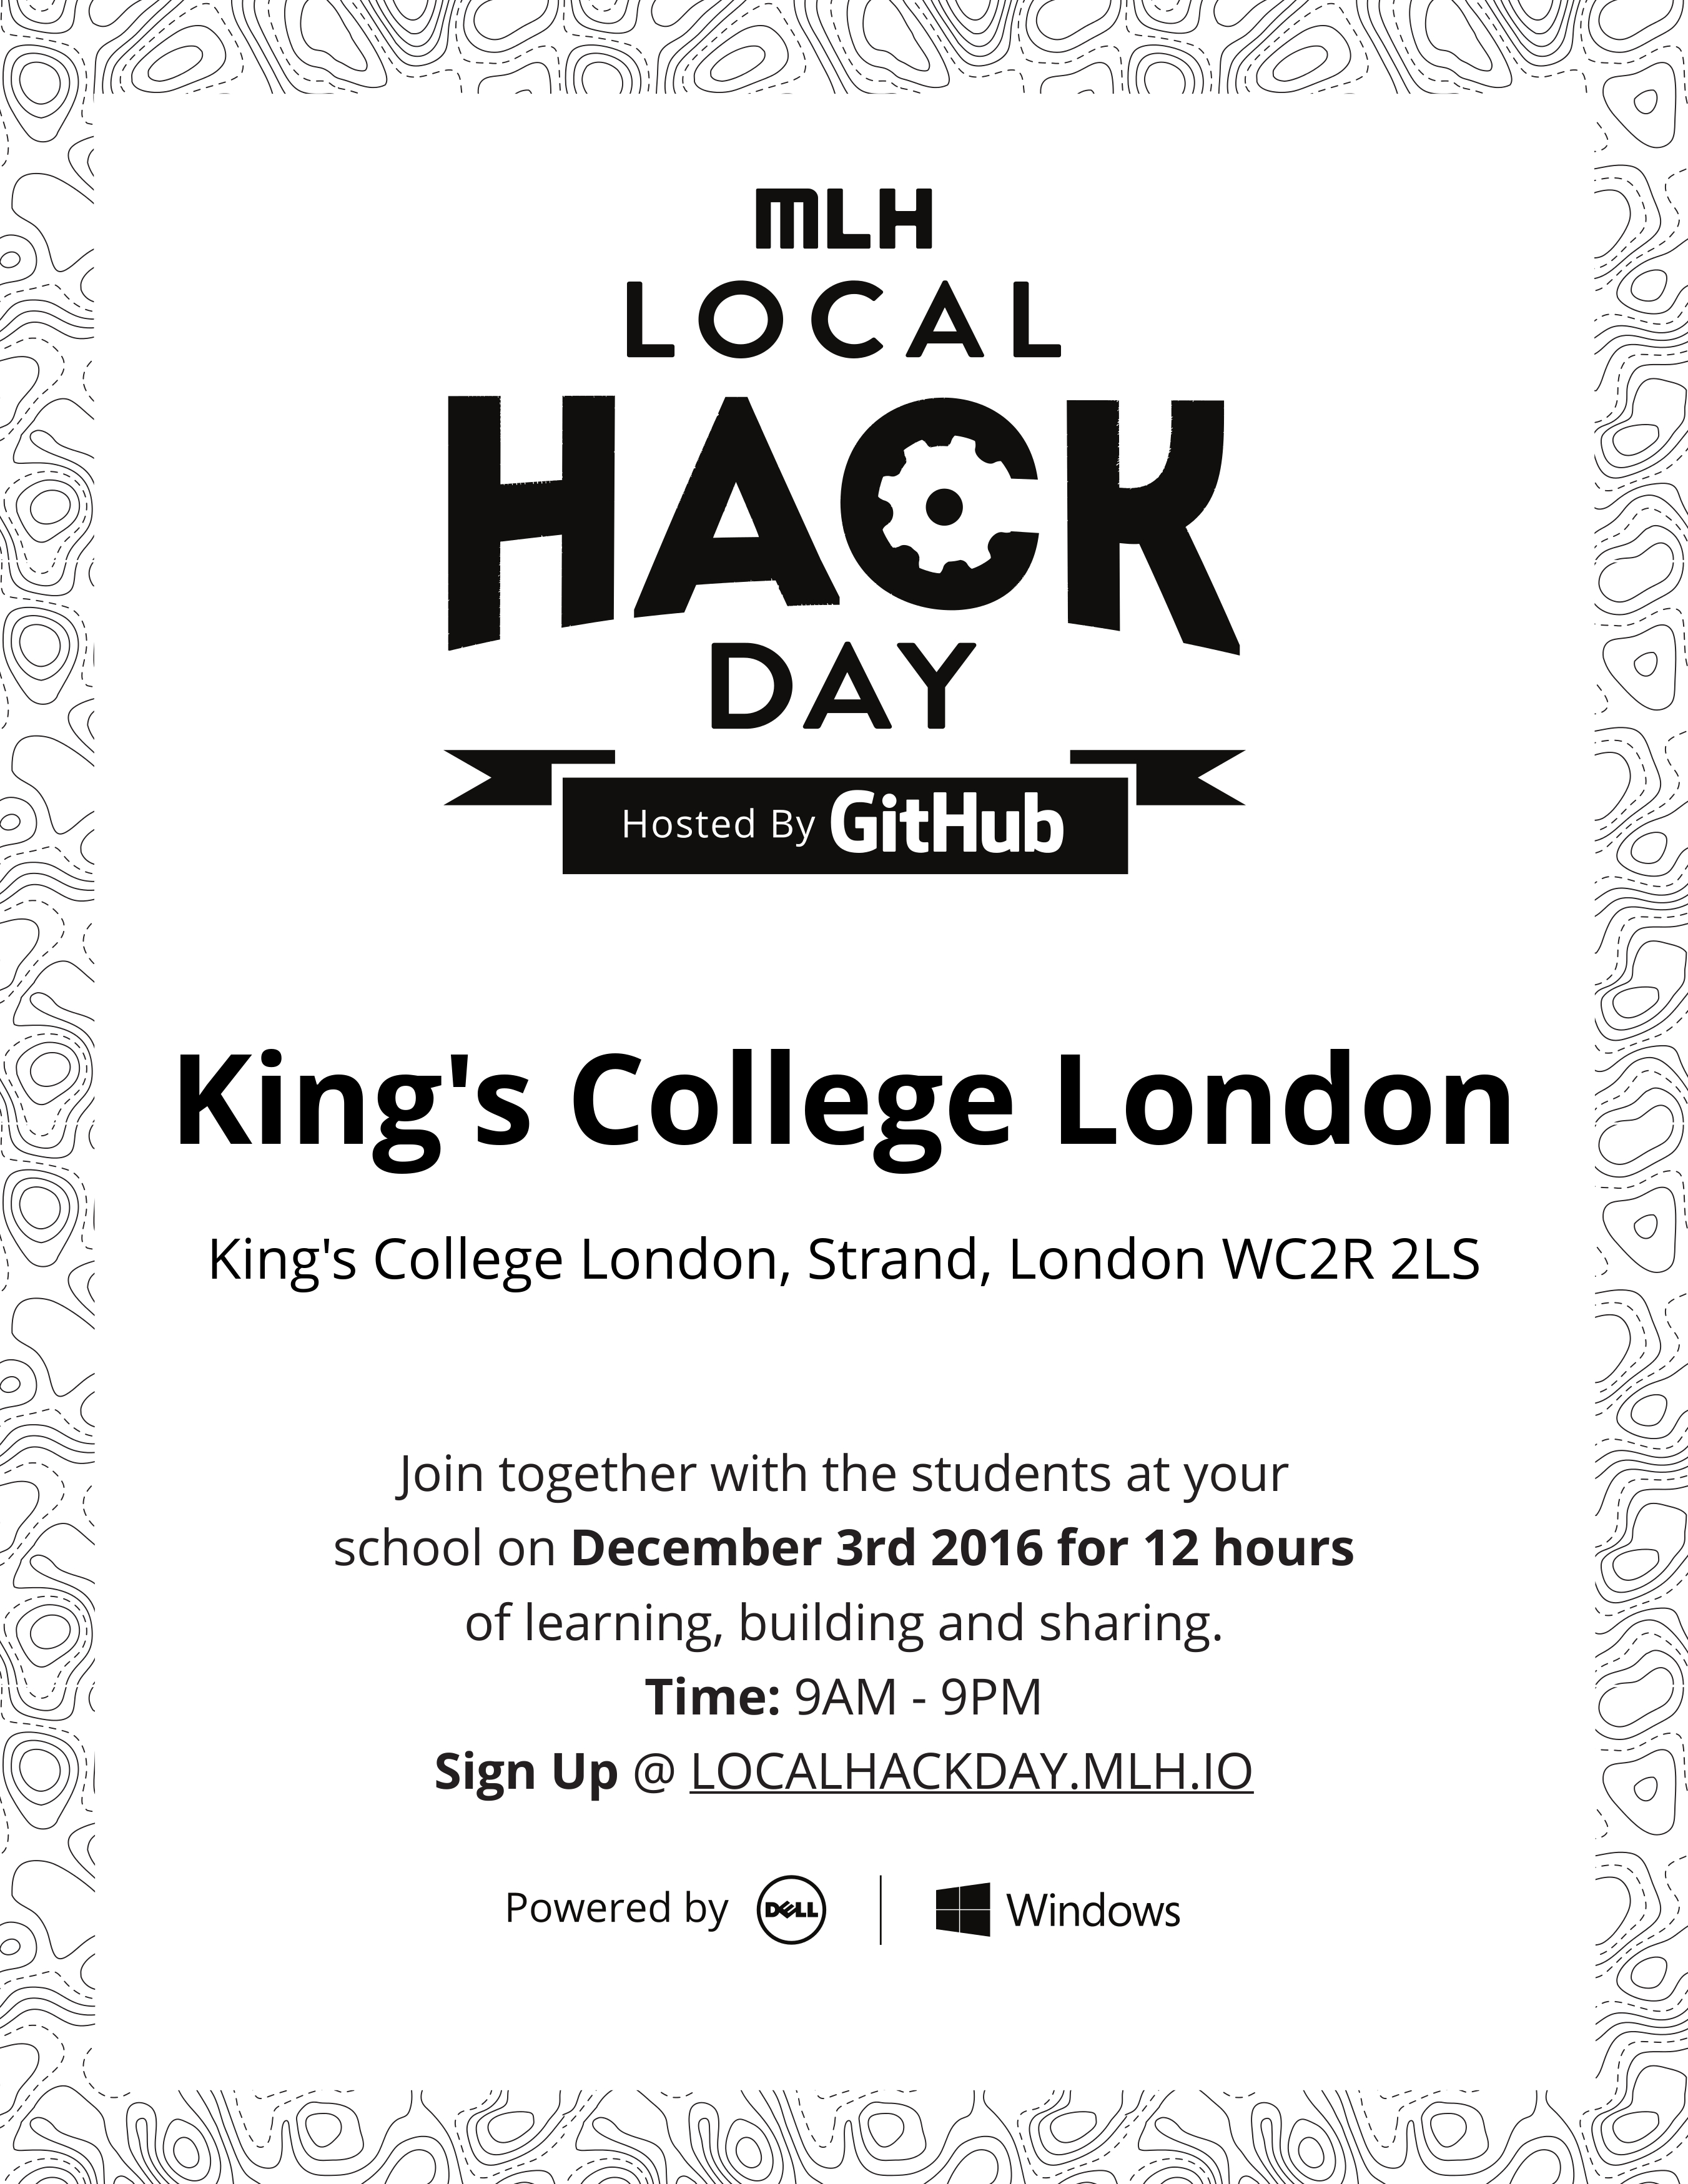 MLH
LOCAL
HACK
DAY
Hosted By GitHub
King's College London
King's College London, Strand, London WC2R 2LS
Join together with the students at your
school on December 3rd 2016 for 12 hours
of learning, building and sharing.
Time: 9AM - 9PM
Sign Up @ LOCALHACKDAY.MLH.IO
Powered by DELL Windows